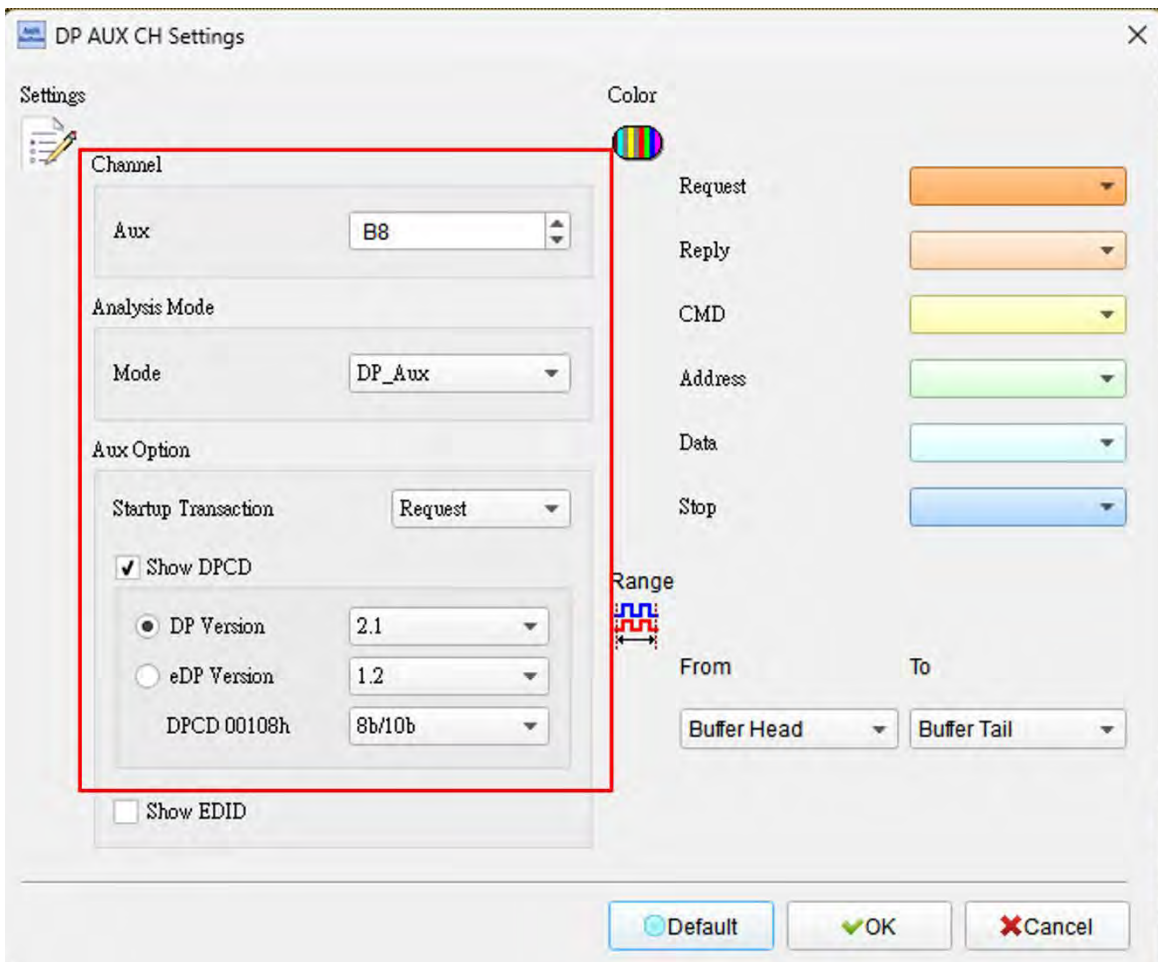 DP AUX CH Settings
Settings
Channel
Aux B8
Analysis Mode
Mode DP_Aux
Aux Option
Startup Transaction Request
Show DPCD
DP Version 2.1
eDP Version 1.2
DPCD 00108h 8b/10b
Show EDID
Color
Request
Reply
CMD
Address
Data
Stop
Range
From To
Buffer Head Buffer Tail
Default OK Cancel